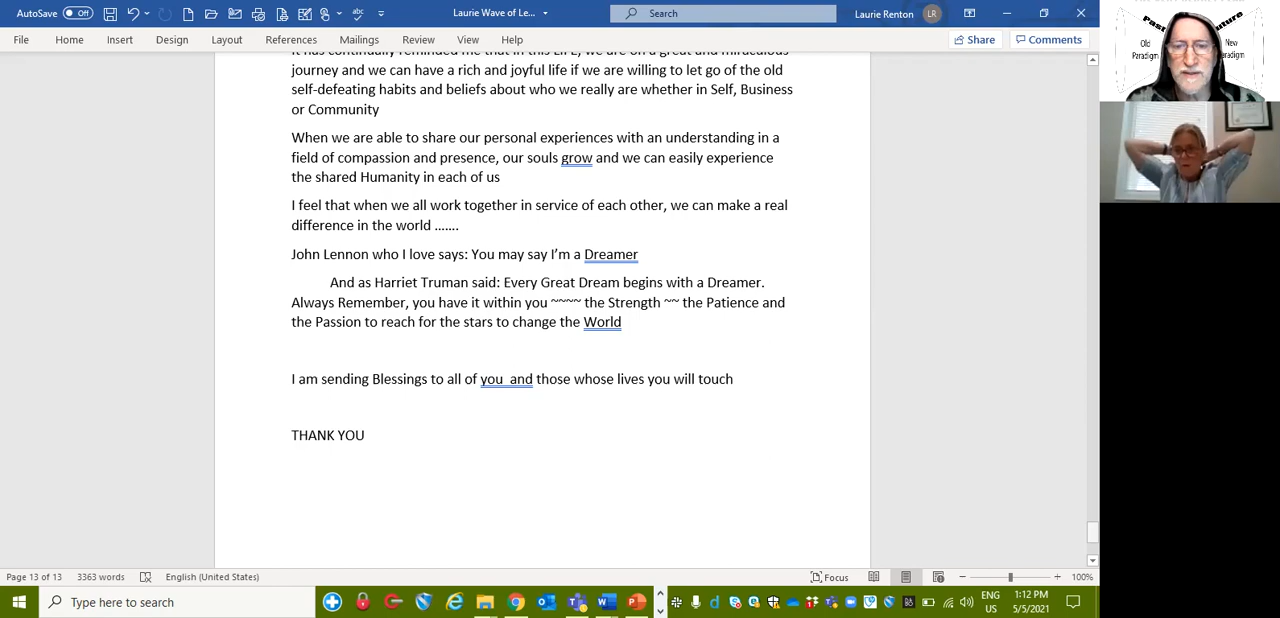 AutoSave Off
Laurie Wave of Le...
Search
Laurie Renton LR
File Home Insert Design Layout References Mailings Review View Help Share Comments
journey and we can have a rich and joyful life if we are willing to let go of the old
self-defeating habits and beliefs about who we really are whether in Self, Business
or Community
When we are able to share our personal experiences with an understanding in a
field of compassion and presence, our souls grow and we can easily experience
the shared Humanity in each of us
I feel that when we all work together in service of each other, we can make a real
difference in the world …….
John Lennon who I love says: You may say I’m a Dreamer
And as Harriet Truman said: Every Great Dream begins with a Dreamer.
Always Remember, you have it within you ~~~~ the Strength ~~ the Patience and
the Passion to reach for the stars to change the World
I am sending Blessings to all of you  and those whose lives you will touch
THANK YOU
Page 13 of 13 3363 words English (United States) Focus 100%
Type here to search
ENG
US
1:12 PM
5/5/2021
Past
Old
Paradigm
New